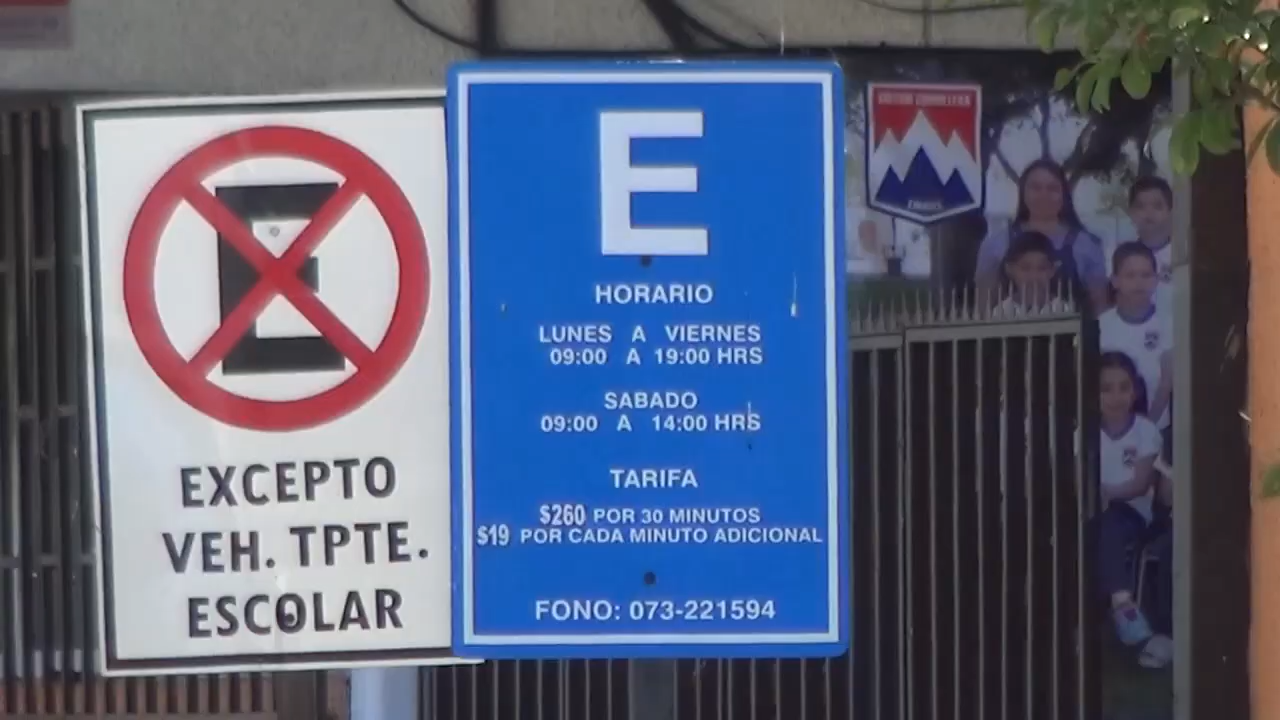 E
EXCEPTO
VEH. TPTE.
ESCOLAR
E
HORARIO
LUNES A VIERNES
09:00 A 19:00 HRS
SABADO
09:00 A 14:00 HRS
TARIFA
$260 POR 30 MINUTOS
$19 POR CADA MINUTO ADICIONAL
FONO: 073-221594